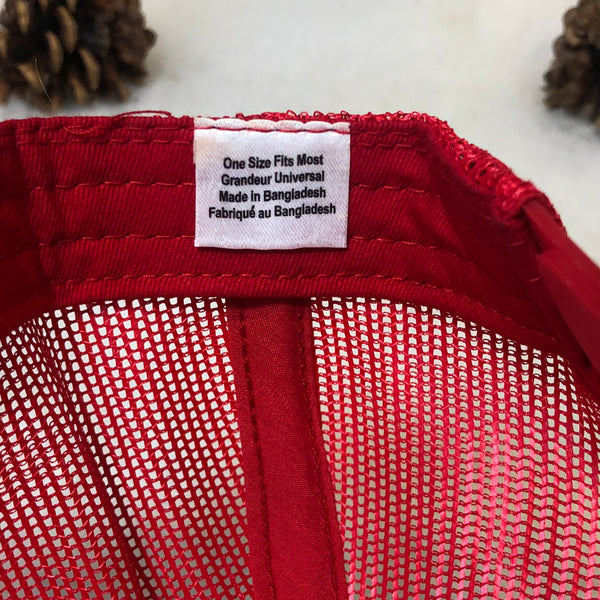 One Size Fits Most
Grandeur Universal
Made in Bangladesh
Fabriqué au Bangladesh